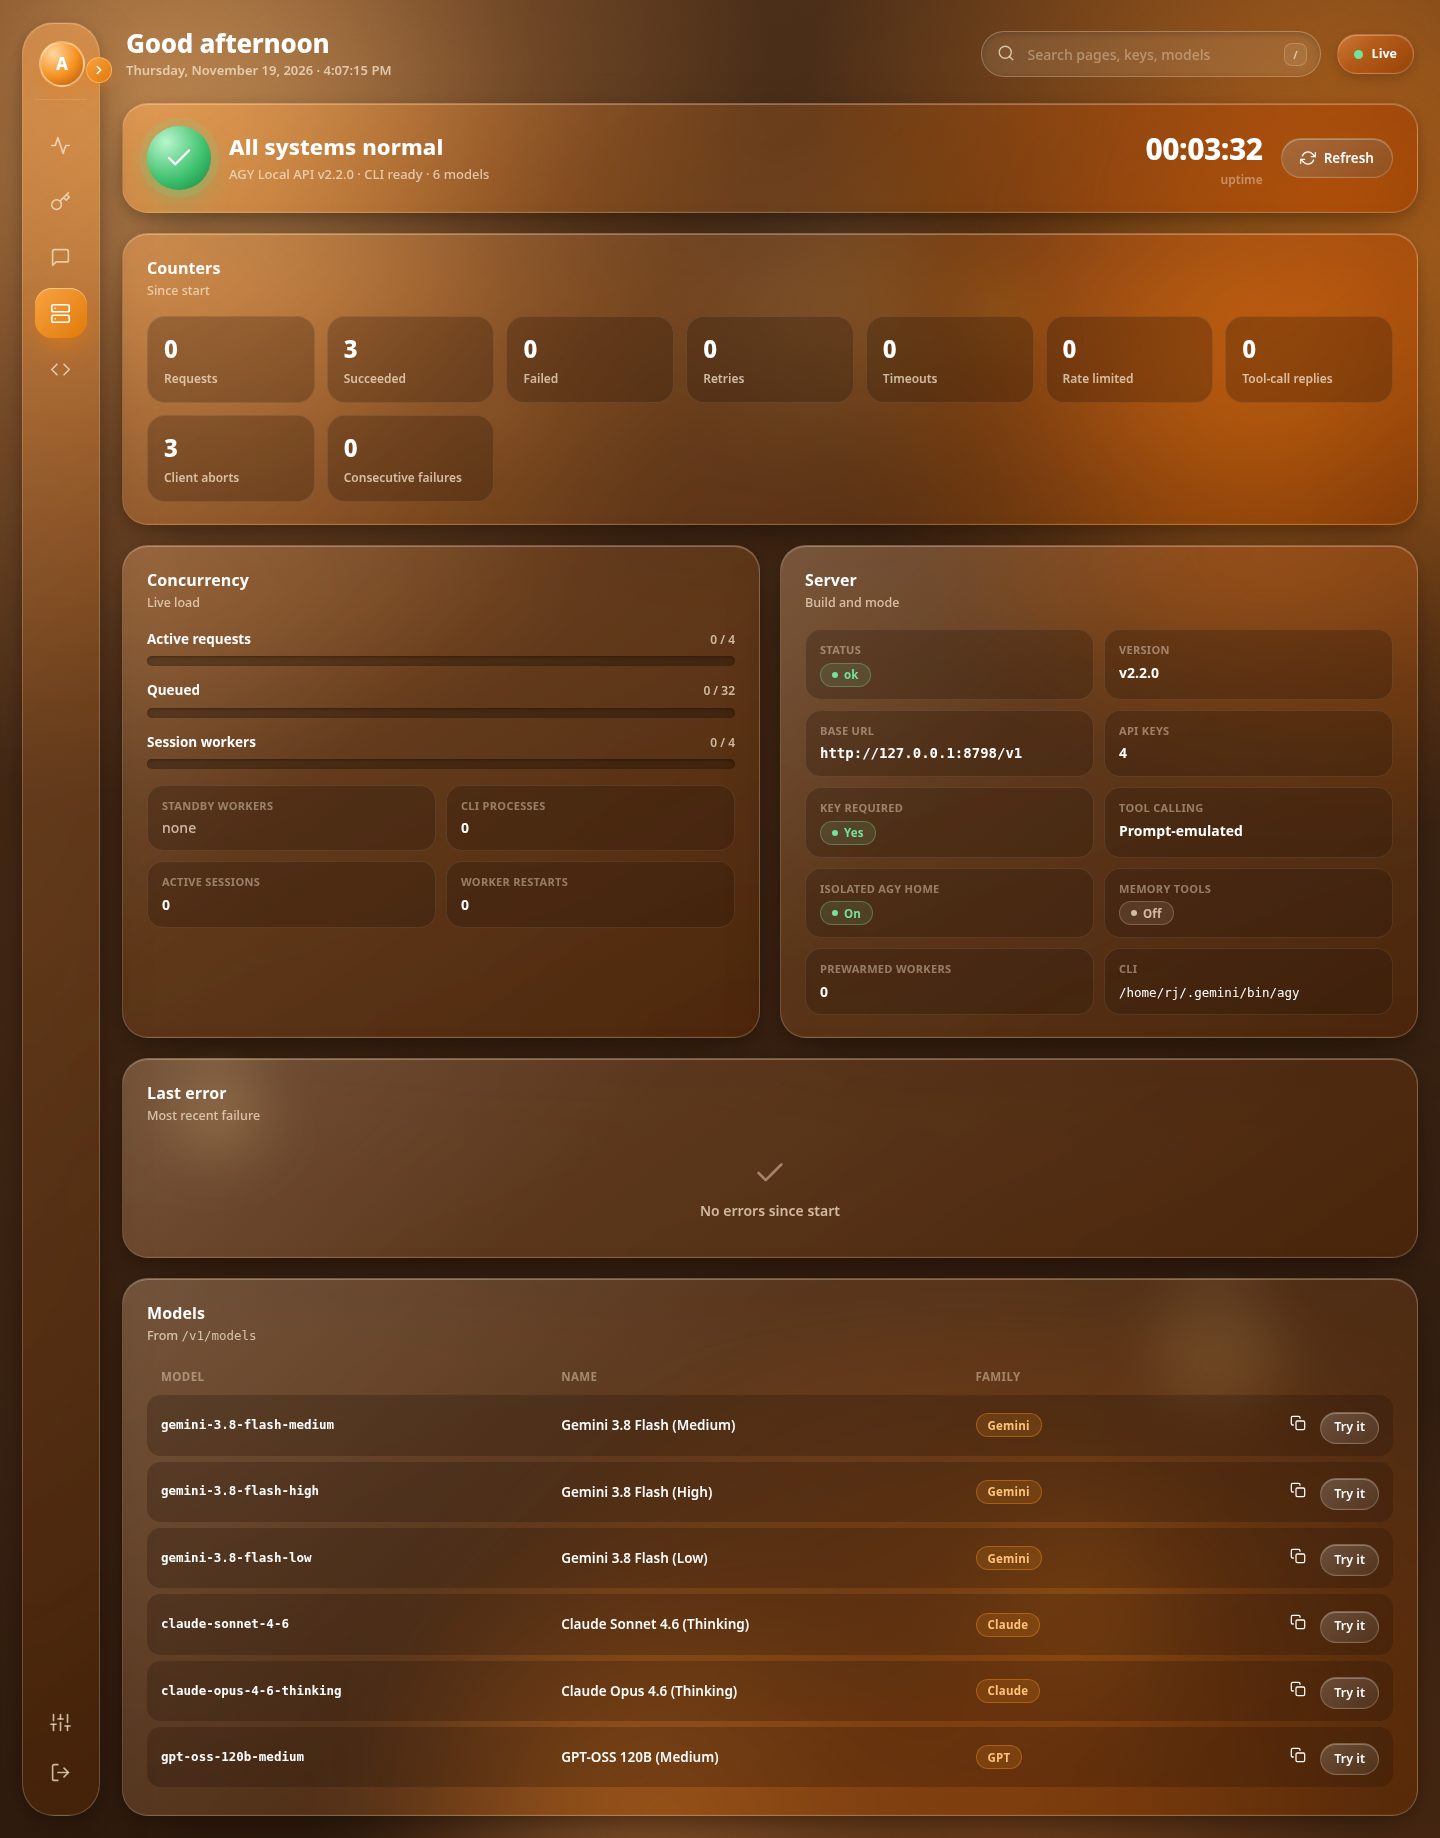 A
Good afternoon
Thursday, November 19, 2026 · 4:07:15 PM
Search pages, keys, models
/
Live
All systems normal
AGY Local API v2.2.0 · CLI ready · 6 models
00:03:32
uptime
Refresh
Counters
Since start
0
Requests
3
Succeeded
0
Failed
0
Retries
0
Timeouts
0
Rate limited
0
Tool-call replies
3
Client aborts
0
Consecutive failures
Concurrency
Live load
Active requests
0 / 4
Queued
0 / 32
Session workers
0 / 4
STANDBY WORKERS
none
CLI PROCESSES
0
ACTIVE SESSIONS
0
WORKER RESTARTS
0
Server
Build and mode
STATUS
ok
VERSION
v2.2.0
BASE URL
http://127.0.0.1:8798/v1
API KEYS
4
KEY REQUIRED
Yes
TOOL CALLING
Prompt-emulated
ISOLATED AGY HOME
On
MEMORY TOOLS
Off
PREWARMED WORKERS
0
CLI
/home/rj/.gemini/bin/agy
Last error
Most recent failure
No errors since start
Models
From /v1/models
MODEL NAME FAMILY
gemini-3.8-flash-medium Gemini 3.8 Flash (Medium) Gemini Try it
gemini-3.8-flash-high Gemini 3.8 Flash (High) Gemini Try it
gemini-3.8-flash-low Gemini 3.8 Flash (Low) Gemini Try it
claude-sonnet-4-6 Claude Sonnet 4.6 (Thinking) Claude Try it
claude-opus-4-6-thinking Claude Opus 4.6 (Thinking) Claude Try it
gpt-oss-120b-medium GPT-OSS 120B (Medium) GPT Try it